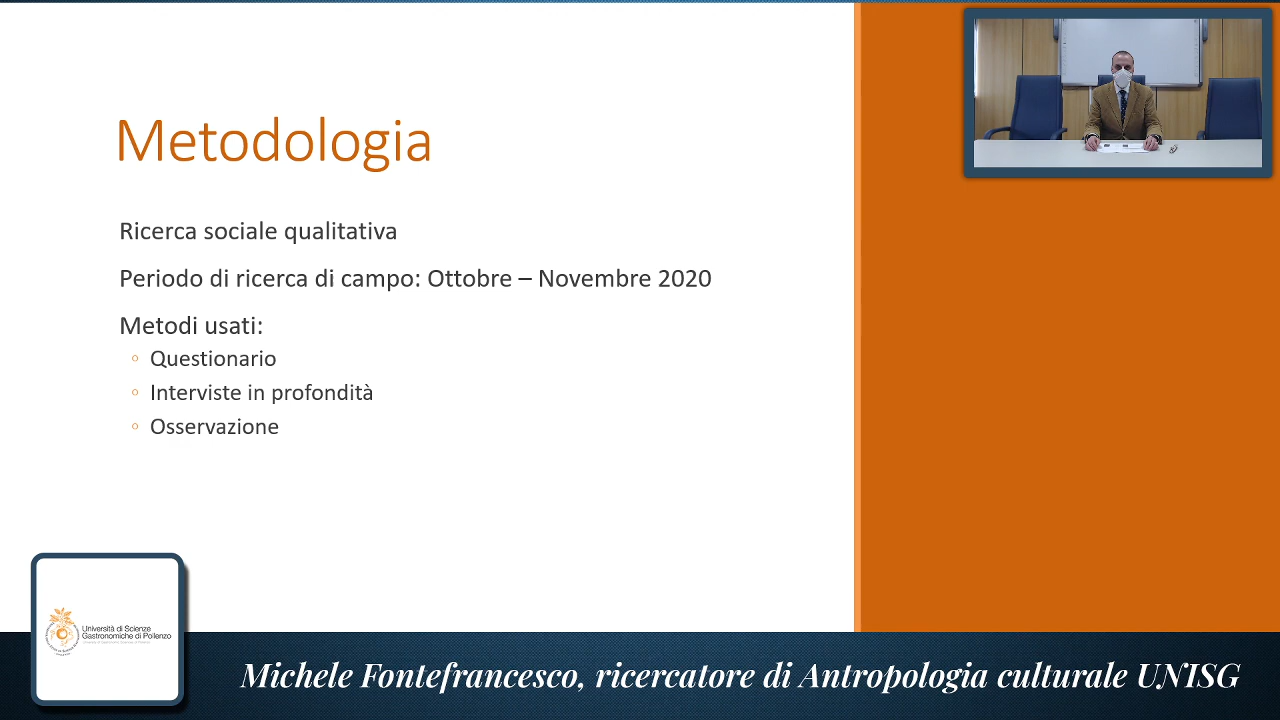 Metodologia
Ricerca sociale qualitativa
Periodo di ricerca di campo: Ottobre – Novembre 2020
Metodi usati:
Questionario
Interviste in profondità
Osservazione
Università di Scienze
Gastronomiche di Pollenzo
Michele Fontefrancesco, ricercatore di Antropologia culturale UNISG